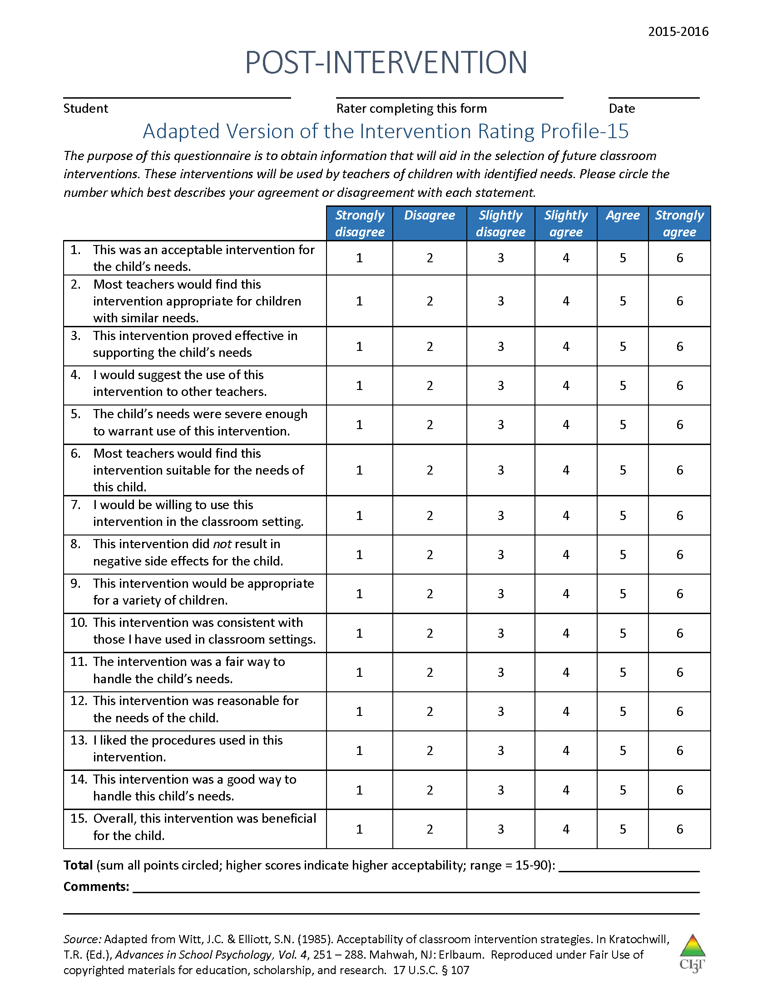 2015-2016
POST-INTERVENTION
Student Rater completing this form Date
Adapted Version of the Intervention Rating Profile-15
The purpose of this questionnaire is to obtain information that will aid in the selection of future classroom
interventions. These interventions will be used by teachers of children with identified needs. Please circle the
number which best describes your agreement or disagreement with each statement.
Strongly disagree Disagree Slightly disagree Slightly agree Agree Strongly agree
1. This was an acceptable intervention for
the child’s needs.
1 2 3 4 5 6
2. Most teachers would find this
intervention appropriate for children
with similar needs.
1 2 3 4 5 6
3. This intervention proved effective in
supporting the child’s needs
1 2 3 4 5 6
4. I would suggest the use of this
intervention to other teachers.
1 2 3 4 5 6
5. The child’s needs were severe enough
to warrant use of this intervention.
1 2 3 4 5 6
6. Most teachers would find this
intervention suitable for the needs of
this child.
1 2 3 4 5 6
7. I would be willing to use this
intervention in the classroom setting.
1 2 3 4 5 6
8. This intervention did not result in
negative side effects for the child.
1 2 3 4 5 6
9. This intervention would be appropriate
for a variety of children.
1 2 3 4 5 6
10. This intervention was consistent with
those I have used in classroom settings.
1 2 3 4 5 6
11. The intervention was a fair way to
handle the child’s needs.
1 2 3 4 5 6
12. This intervention was reasonable for
the needs of the child.
1 2 3 4 5 6
13. I liked the procedures used in this
intervention.
1 2 3 4 5 6
14. This intervention was a good way to
handle this child’s needs.
1 2 3 4 5 6
15. Overall, this intervention was beneficial
for the child.
1 2 3 4 5 6
Total (sum all points circled; higher scores indicate higher acceptability; range = 15-90):
Comments:
Source: Adapted from Witt, J.C. & Elliott, S.N. (1985). Acceptability of classroom intervention strategies. In Kratochwill,
T.R. (Ed.), Advances in School Psychology, Vol. 4, 251 – 288. Mahwah, NJ: Erlbaum. Reproduced under Fair Use of
copyrighted materials for education, scholarship, and research. 17 U.S.C. § 107
CI3T